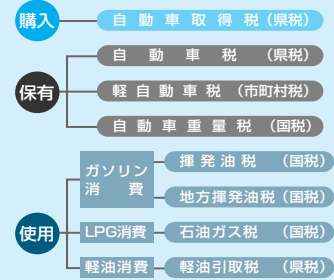 購入
自動車取得税（県税）
保有
自動車税（県税）
軽自動車税（市町村税）
自動車重量税（国税）
使用
ガソリン
消費
揮発油税（国税）
地方揮発油税（国税）
LPG消費
石油ガス税（国税）
軽油消費
軽油引取税（県税）